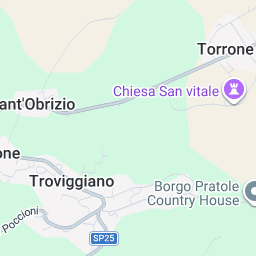 Torrone
Chiesa San vitale
ant'Obrizio
one
Troviggiano
Borgo Pratole
Country House
Poccioni
SP25